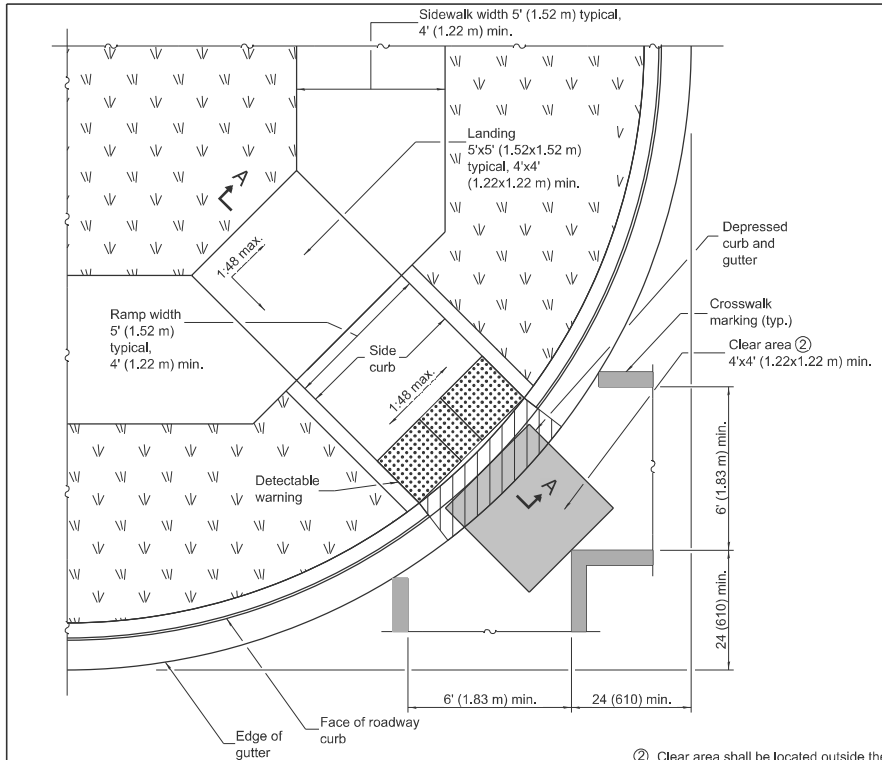 Sidewalk width 5' (1.52 m) typical,
4' (1.22 m) min.
Landing
5'x5' (1.52x1.52 m)
typical, 4'x4'
(1.22x1.22 m) min.
A
1:48 max.
Depressed
curb and
gutter
Crosswalk
marking (typ.)
Clear area ②
4'x4' (1.22x1.22 m) min.
Ramp width
5' (1.52 m)
typical,
4' (1.22 m) min.
Side
curb
1:48 max.
Detectable
warning
A
6' (1.83 m) min.
24 (610) min.
6' (1.83 m) min.
24 (610) min.
Face of roadway
curb
Edge of
gutter
② Clear area shall be located outside the